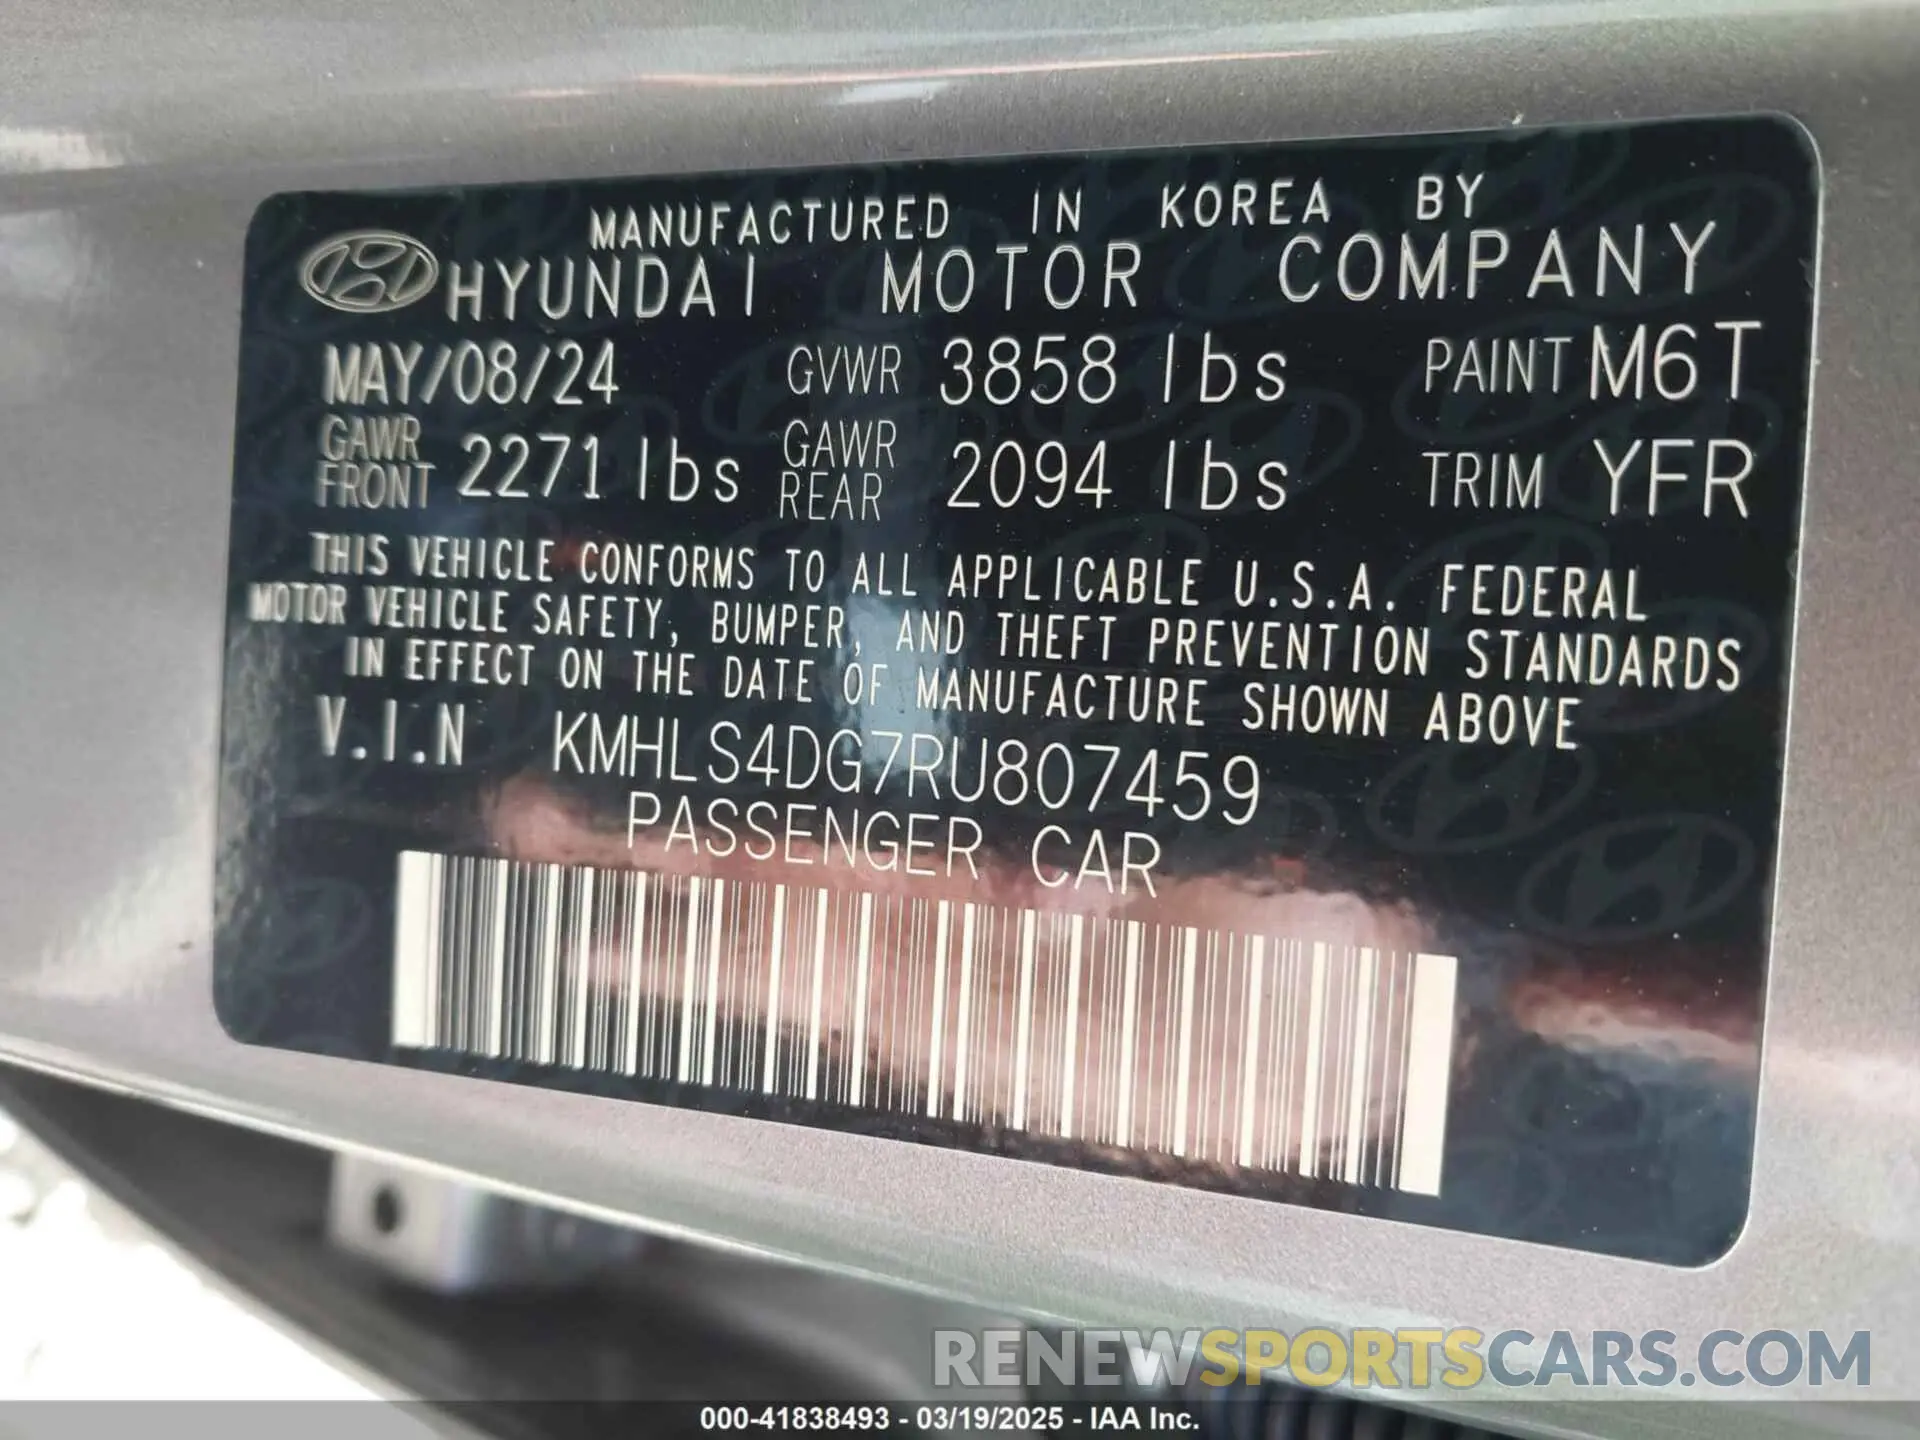 MANUFACTURED IN KOREA BY
HYUNDAI MOTOR COMPANY
MAY/08/24 GVWR 3858 lbs PAINT M6T
GAWR FRONT 2271 lbs GAWR REAR 2094 lbs TRIM YFR
THIS VEHICLE CONFORMS TO ALL APPLICABLE U.S.A. FEDERAL
MOTOR VEHICLE SAFETY, BUMPER, AND THEFT PREVENTION STANDARDS
IN EFFECT ON THE DATE OF MANUFACTURE SHOWN ABOVE
V.I.N KMHLS4DG7RU807459
PASSENGER CAR
RENEWSPORTSCARS.COM
000-41838493 - 03/19/2025 - IAA Inc.